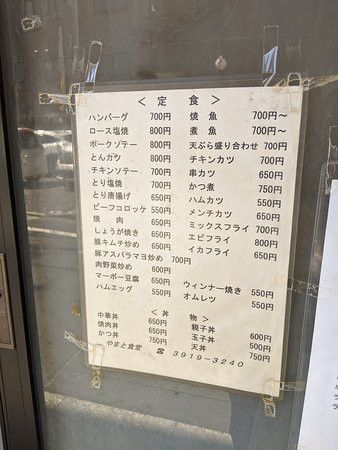 ＜ 定 食 ＞
ハンバーグ 700円
ロース塩焼 800円
ポークソテー 800円
とんカツ 800円
チキンソテー 700円
とり塩焼 700円
とり唐揚げ 650円
ビーフコロッケ 550円
焼 肉 650円
しょうが焼き 650円
豚キムチ炒め 650円
豚アスパラマヨ炒め 700円
肉野菜炒め 600円
マーボー豆腐 650円
ハムエッグ 550円
焼 魚 700円～
煮 魚 700円～
天ぷら盛り合わせ 700円
チキンカツ 700円
串カツ 650円
かつ煮 750円
ハムカツ 550円
メンチカツ 650円
ミックスフライ 700円
エビフライ 800円
イカフライ 650円
ウィンナー焼き 550円
オムレツ 550円
＜ 丼 物 ＞
中華丼 650円
焼肉丼 650円
かつ丼 750円
親子丼 600円
玉子丼 500円
天丼 750円
やまと食堂 ☎ 3919-3240